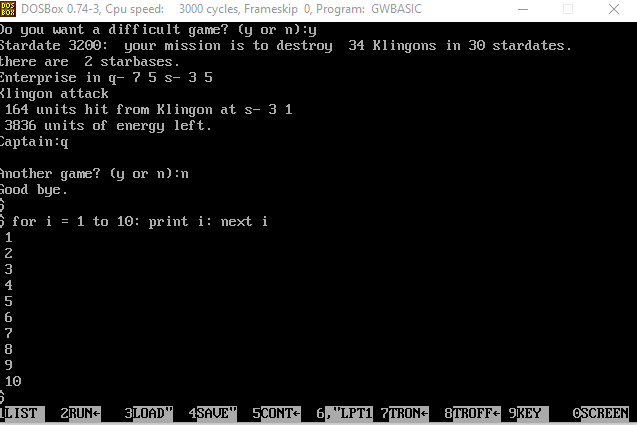 DOS BOX DOSBox 0.74-3, Cpu speed: 3000 cycles, Frameskip 0, Program: GWBASIC
Do you want a difficult game? (y or n):y
Stardate 3200: your mission is to destroy 34 Klingons in 30 stardates.
there are 2 starbases.
Enterprise in q- 7 5 s- 3 5
Klingon attack
164 units hit from Klingon at s- 3 1
3836 units of energy left.
Captain:q
Another game? (y or n):n
Good bye.
$
$ for i = 1 to 10: print i: next i
1
2
3
4
5
6
7
8
9
10
$
1LIST 2RUN← 3LOAD" 4SAVE" 5CONT← 6,"LPT1 7TRON← 8TROFF← 9KEY 0SCREEN